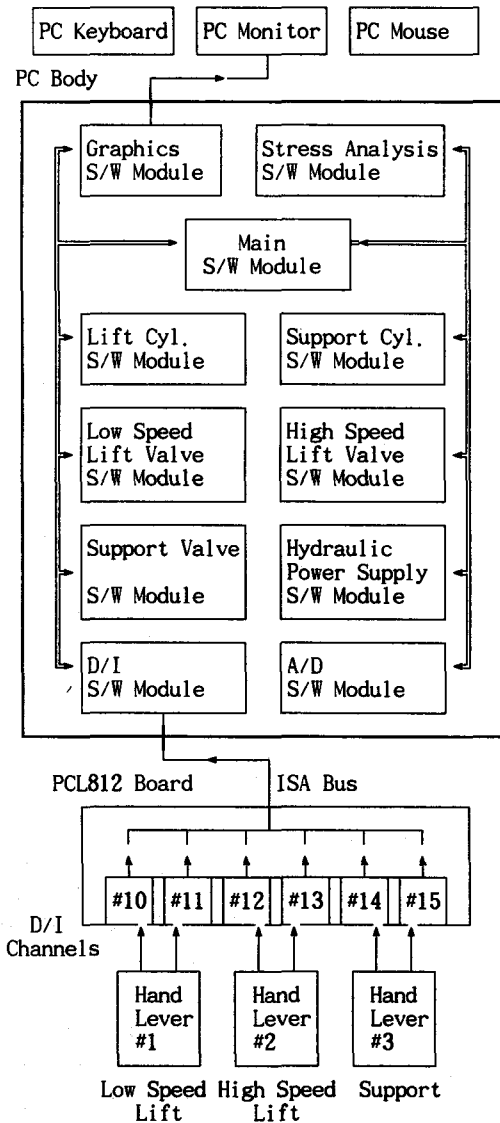 PC Keyboard
PC Monitor
PC Mouse
PC Body
Graphics
S/W Module
Stress Analysis
S/W Module
Main
S/W Module
Lift Cyl.
S/W Module
Support Cyl.
S/W Module
Low Speed
Lift Valve
S/W Module
High Speed
Lift Valve
S/W Module
Support Valve
S/W Module
Hydraulic
Power Supply
S/W Module
D/I
S/W Module
A/D
S/W Module
PCL812 Board
ISA Bus
#10
#11
#12
#13
#14
#15
D/I
Channels
Hand
Lever
#1
Hand
Lever
#2
Hand
Lever
#3
Low Speed
Lift
High Speed
Lift
Support